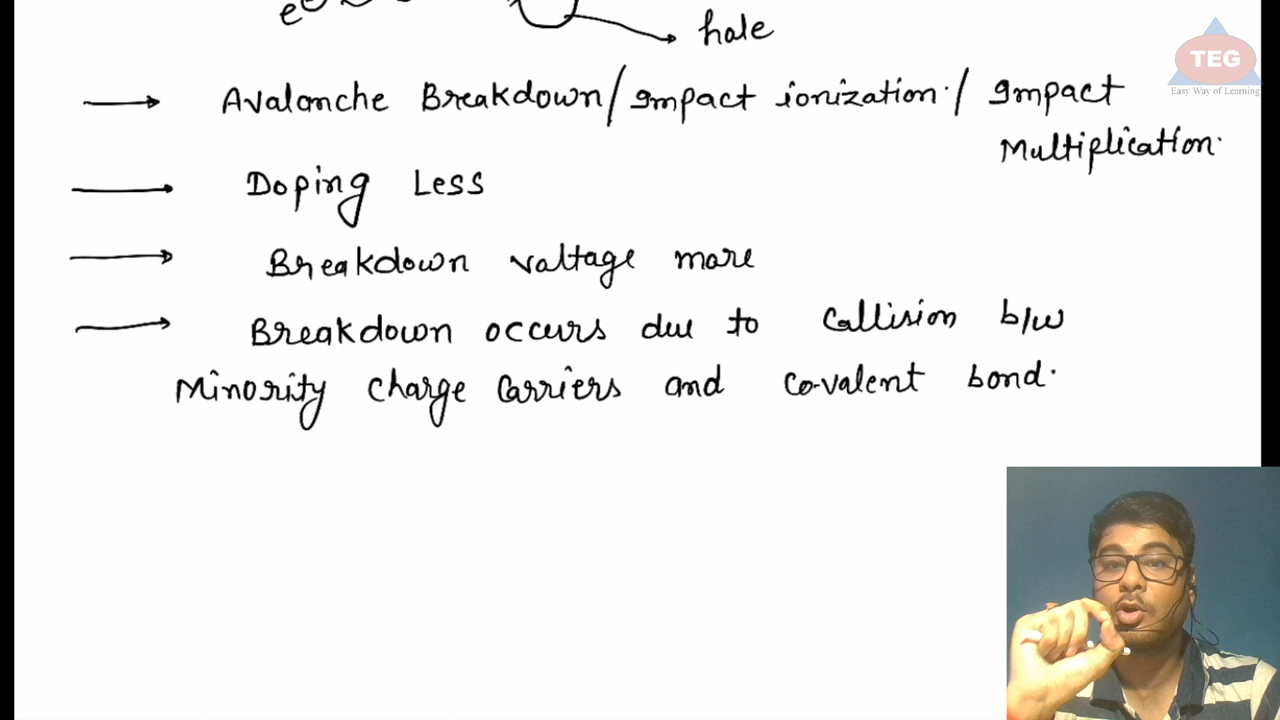 e⊖
hole
TEG
Easy Way of Learning
→ Avalanche Breakdown/Impact ionization./ Impact
Multiplication.
→ Doping Less
→ Breakdown voltage more
→ Breakdown occurs due to Collision b/w
Minority Charge Carriers and Co-valent bond.